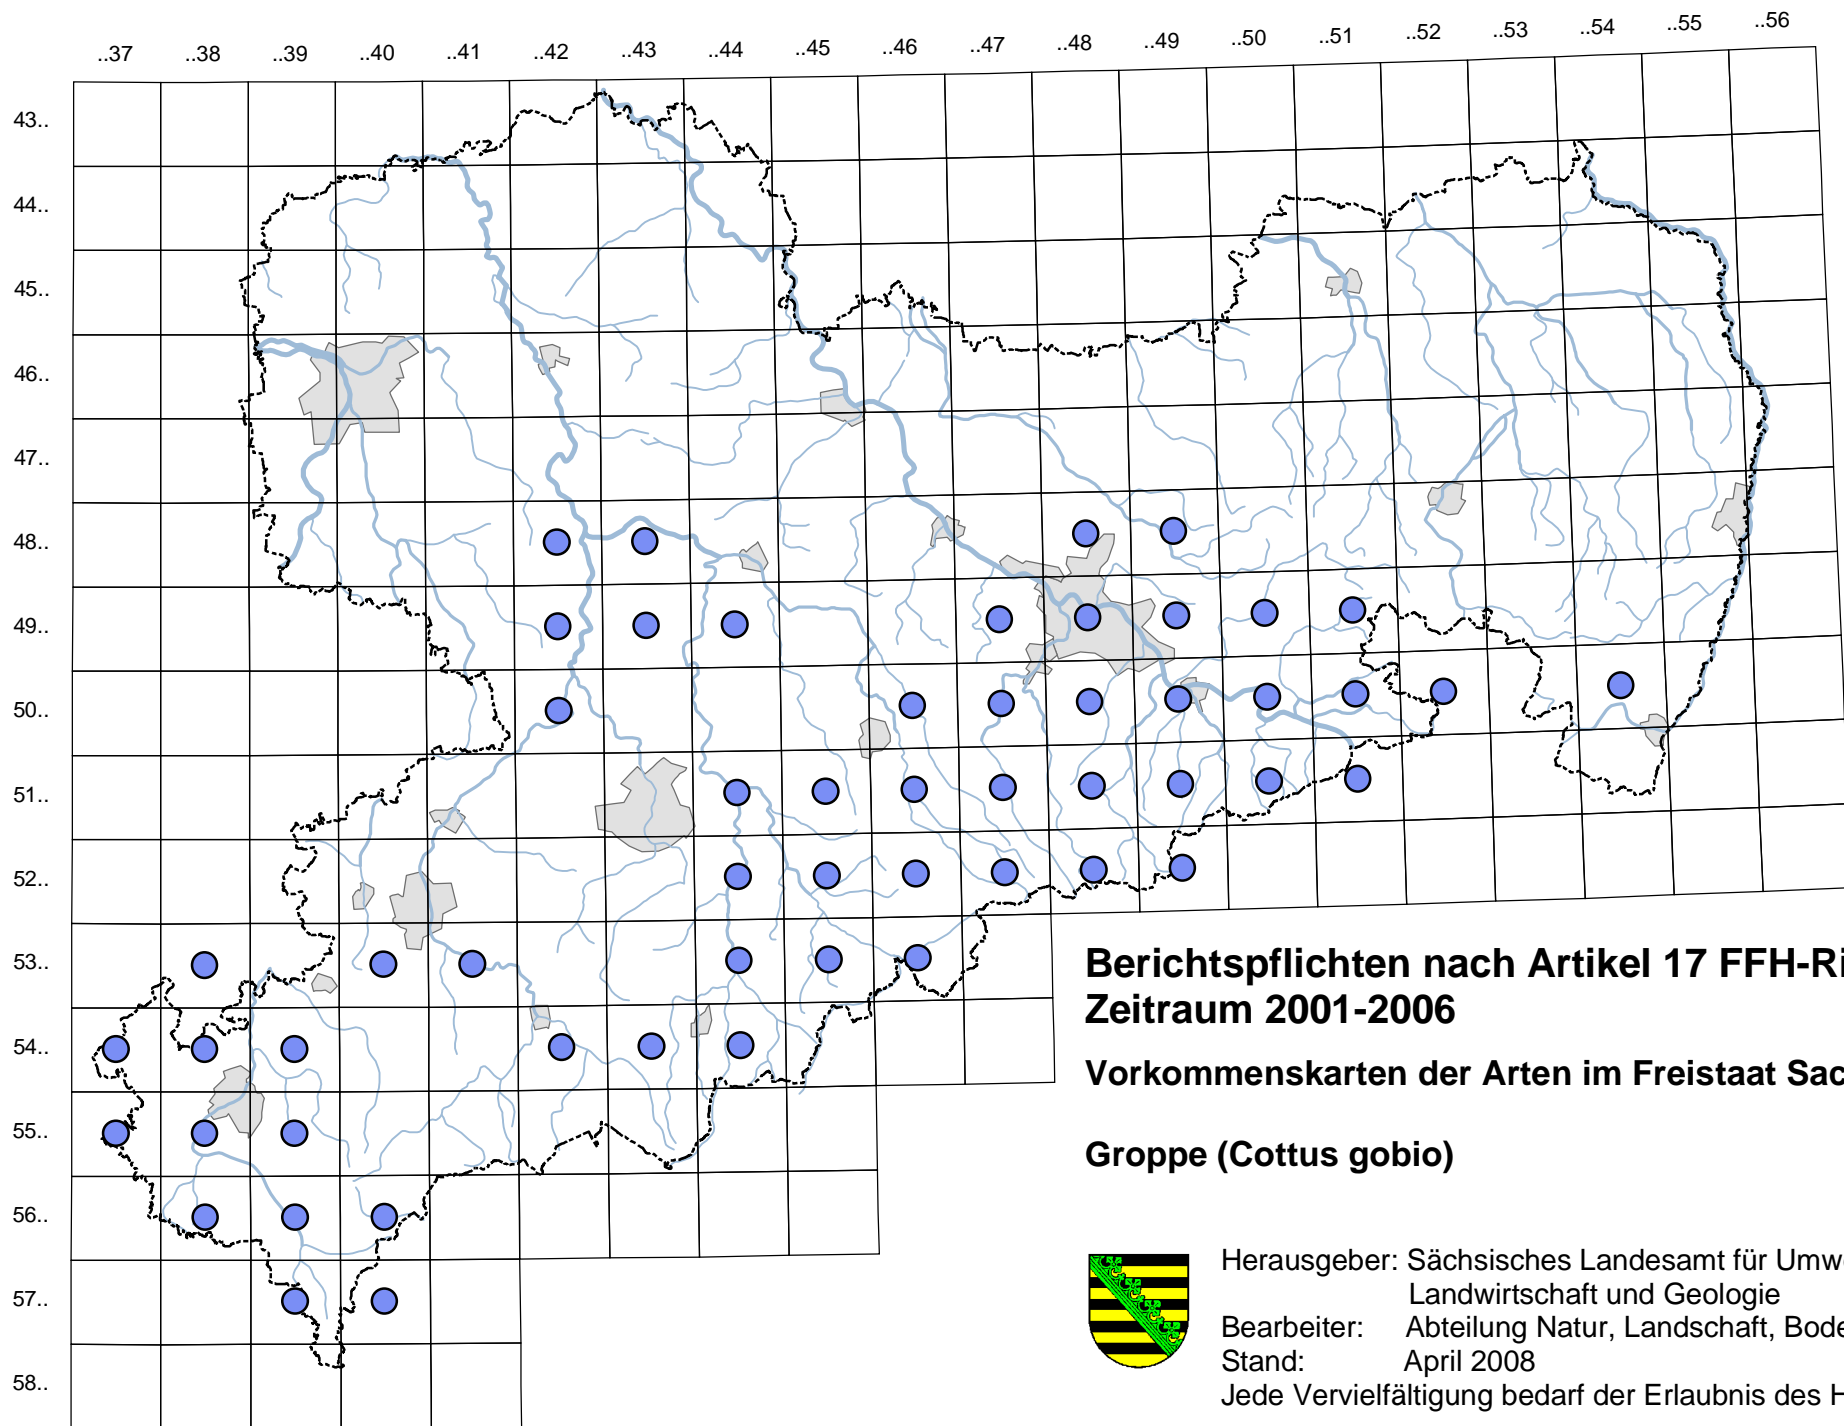 ..37 ..38 ..39 ..40 ..41 ..42 ..43 ..44 ..45 ..46 ..47 ..48 ..49 ..50 ..51 ..52 ..53 ..54 ..55 ..56
43..
44..
45..
46..
47..
48..
49..
50..
51..
52..
53..
54..
55..
56..
57..
58..
Berichtspflichten nach Artikel 17 FFH-Ri
Zeitraum 2001-2006
Vorkommenskarten der Arten im Freistaat Sac
Groppe (Cottus gobio)
Herausgeber: Sächsisches Landesamt für Umwe
Landwirtschaft und Geologie
Bearbeiter: Abteilung Natur, Landschaft, Bode
Stand: April 2008
Jede Vervielfältigung bedarf der Erlaubnis des H